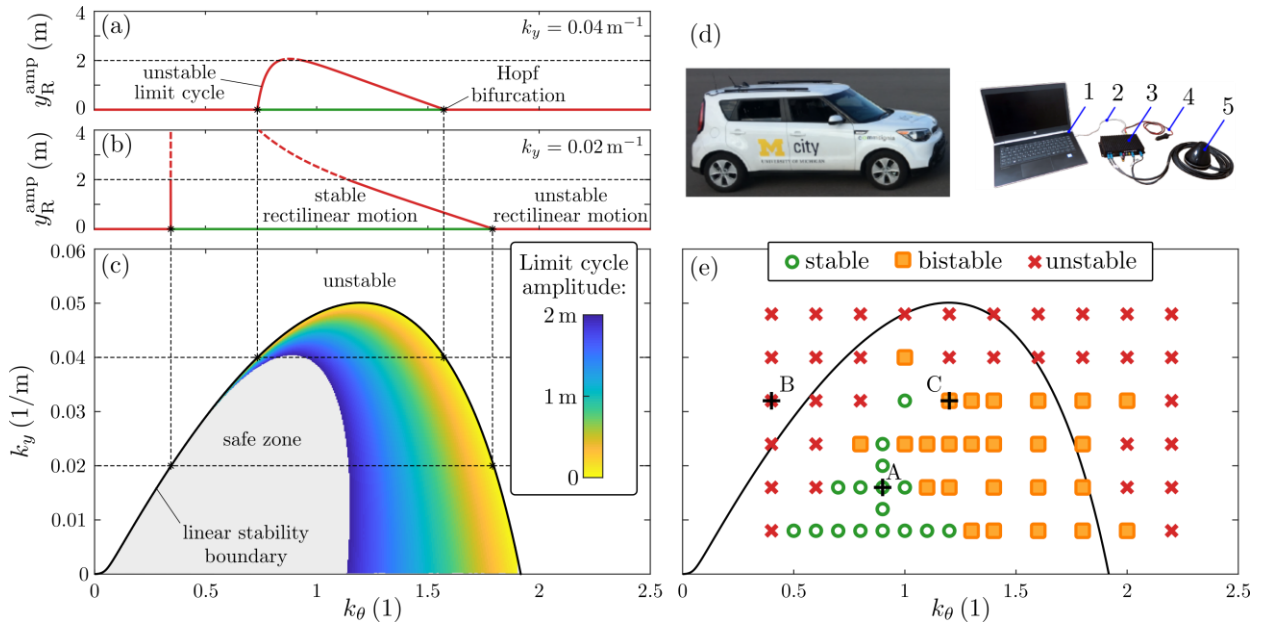 (a)
k_y = 0.04 m⁻¹
4
2
0
y_R^amp (m)
unstable
limit cycle
Hopf
bifurcation
(b)
k_y = 0.02 m⁻¹
4
2
0
y_R^amp (m)
stable
rectilinear motion
unstable
rectilinear motion
(c)
unstable
Limit cycle
amplitude:
2 m
1 m
0
0.06
0.05
0.04
0.03
0.02
0.01
0
k_y (1/m)
safe zone
linear stability
boundary
0
0.5
1
1.5
2
2.5
k_θ (1)
(d)
M city
UNIVERSITY OF MICHIGAN
1
2
3
4
5
(e)
stable
bistable
unstable
B
C
A
0
0.5
1
1.5
2
2.5
k_θ (1)